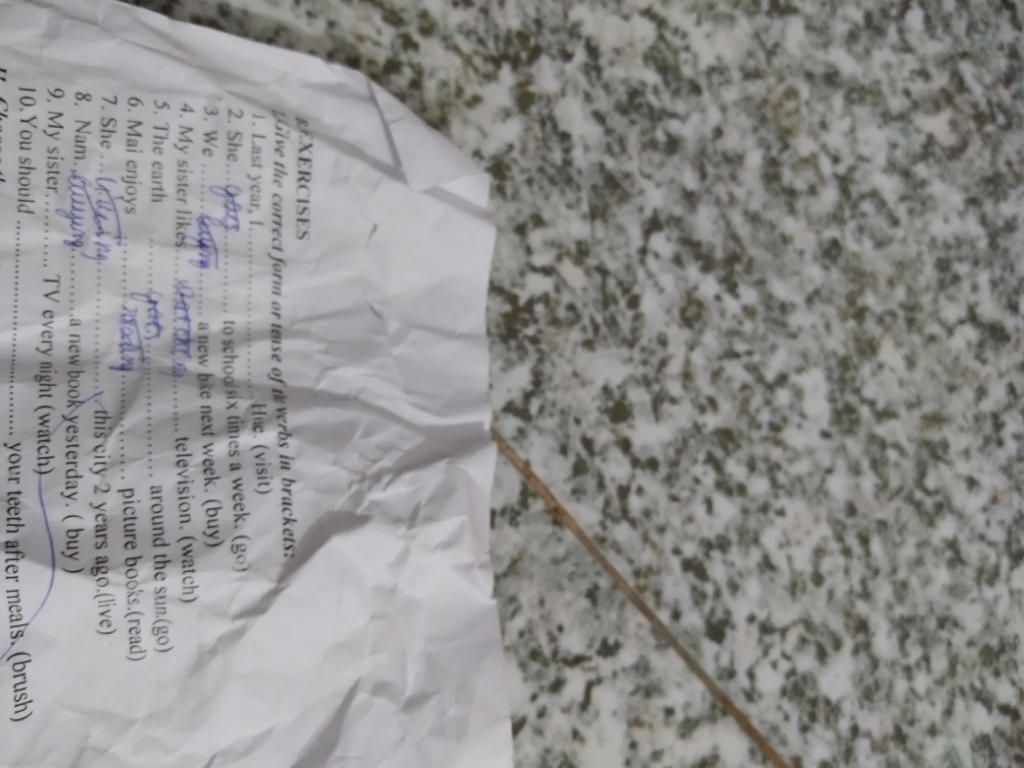 EXERCISES
Give the correct form or tense of the verbs in brackets:
1. Last year, I.................... Hue. (visit)
2. She... goes ............ to school six times a week. (go)
3. We ........ ..... a new bike next week. (buy)
4. My sister likes.... ......... television. (watch)
5. The earth ......... goes .................. around the sun.(go)
6. Mai enjoys ............ reading ............... picture books.(read)
7. She ... ..................... this city 2 years ago.(live)
8. Nam... buying ..........a new book yesterday. ( buy )
9. My sister............ TV every night (watch)
10. You should .................................... your teeth after meals. (brush)